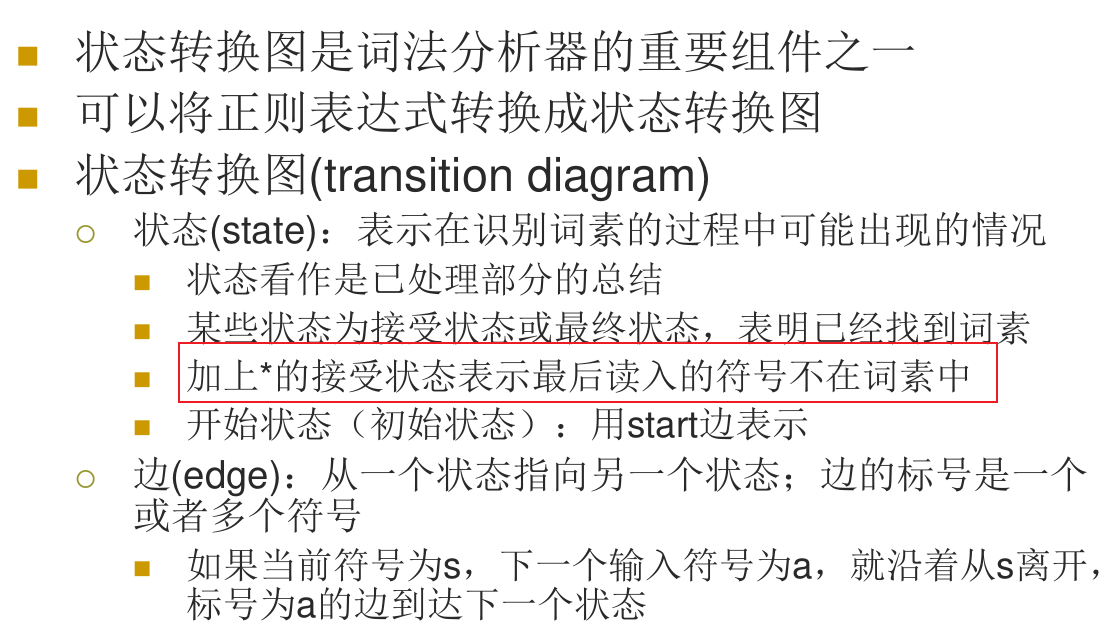 状态转换图是词法分析器的重要组件之一
可以将正则表达式转换成状态转换图
状态转换图(transition diagram)
状态(state)：表示在识别词素的过程中可能出现的情况
状态看作是已处理部分的总结
某些状态为接受状态或最终状态，表明已经找到词素
加上*的接受状态表示最后读入的符号不在词素中
开始状态（初始状态）：用start边表示
边(edge)：从一个状态指向另一个状态；边的标号是一个
或者多个符号
如果当前符号为s，下一个输入符号为a，就沿着从s离开，
标号为a的边到达下一个状态